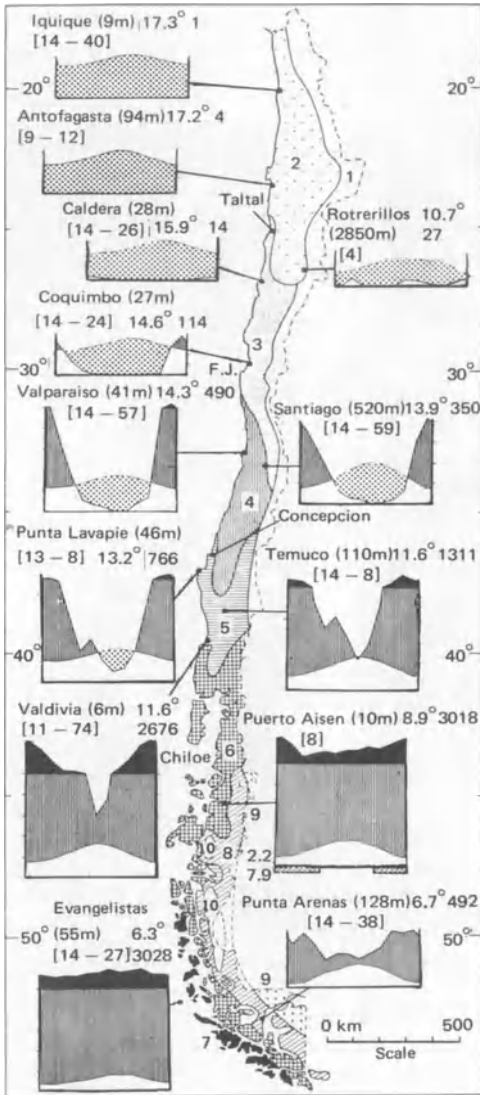 Iquique (9m) 17.3° 1
[14 – 40]
20°
20°
Antofagasta (94m) 17.2° 4
[9 – 12]
2
1
Taltal
Caldera (28m)
[14 – 26] 15.9° 14
Rotrerillos 10.7°
(2850m) 27
[4]
Coquimbo (27m)
[14 – 24] 14.6° 114
3
F.J.
30°
30°
Valparaiso (41m) 14.3° 490
[14 – 57]
Santiago (520m) 13.9° 350
[14 – 59]
4
Concepcion
Punta Lavapie (46m)
[13 – 8] 13.2° 766
Temuco (110m) 11.6° 1311
[14 – 8]
5
40°
40°
Valdivia (6m) 11.6°
[11 – 74] 2676
Chiloe
6
Puerto Aisen (10m) 8.9° 3018
[8]
9
10
8
2.2
7.9
10
Evangelistas
50° (55m) 6.3°
[14 – 27] 3028
Punta Arenas (128m) 6.7° 492
[14 – 38]
50°
9
7
0 km 500
Scale